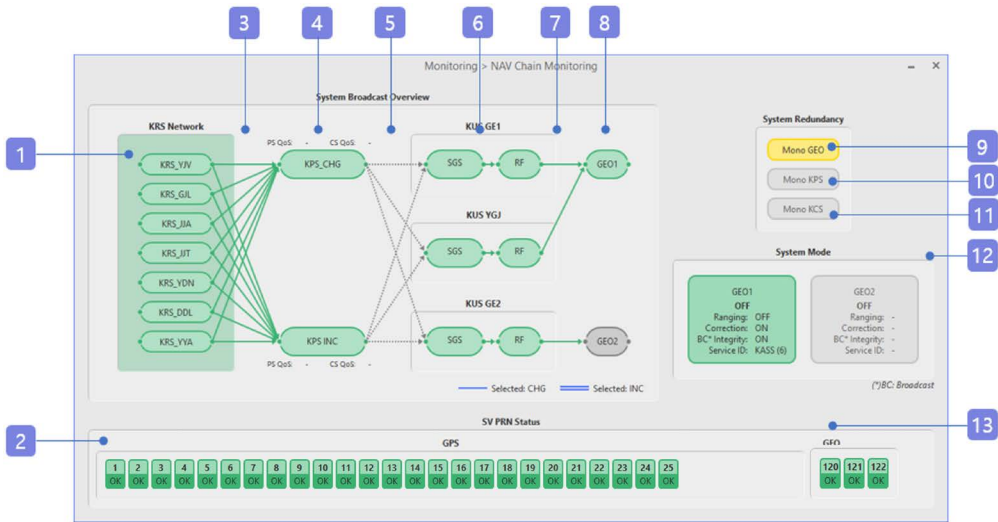 3 4 5 6 7 8
Monitoring > NAV Chain Monitoring
System Broadcast Overview
KRS Network
KUS GE1
System Redundancy
1
PS QoS: - CS QoS: -
KRS_YJV
KPS_CHG
SGS
RF
GEO1
Mono GEO
9
KRS_GJL
Mono KPS
10
KRS_JJA
KUS YGJ
Mono KCS
11
KRS_JJT
SGS
RF
System Mode
12
KRS_YDN
KUS GE2
GEO1
OFF
Ranging: OFF
Correction: ON
BC* Integrity: ON
Service ID: KASS (6)
GEO2
OFF
Ranging: -
Correction: -
BC* Integrity: -
Service ID: -
KRS_DDL
KRS_YYA
KPS INC
SGS
RF
GEO2
PS QoS: - CS QoS: -
Selected: CHG
Selected: INC
(*)BC: Broadcast
SV PRN Status
13
2
GPS
GEO
1 2 3 4 5 6 7 8 9 10 11 12 13 14 15 16 17 18 19 20 21 22 23 24 25
OK OK OK OK OK OK OK OK OK OK OK OK OK OK OK OK OK OK OK OK OK OK OK OK OK
120 121 122
OK OK OK